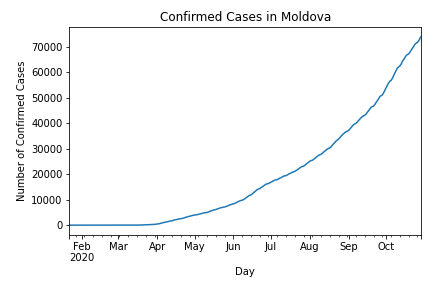 Confirmed Cases in Moldova
Number of Confirmed Cases
70000
60000
50000
40000
30000
20000
10000
0
Feb Mar Apr May Jun Jul Aug Sep Oct
2020
Day